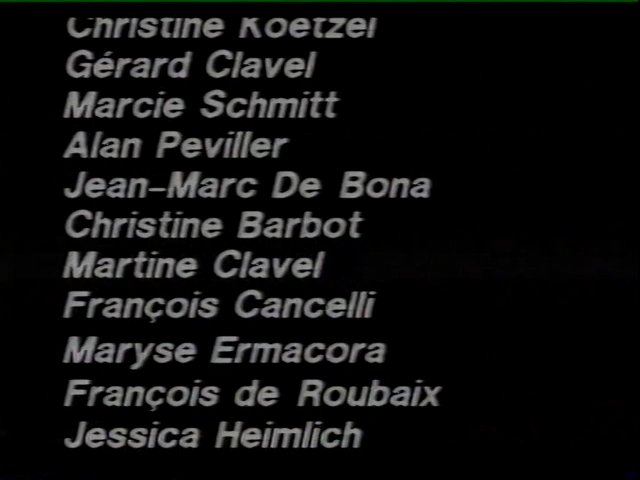 Christine Koetzel
Gérard Clavel
Marcie Schmitt
Alan Peviller
Jean-Marc De Bona
Christine Barbot
Martine Clavel
François Cancelli
Maryse Ermacora
François de Roubaix
Jessica Heimlich